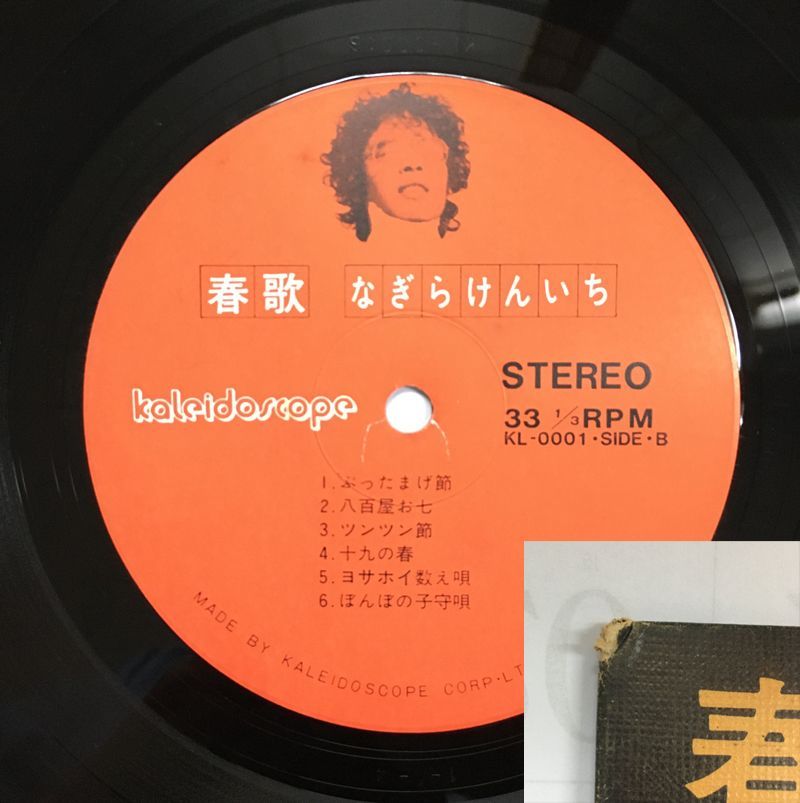 春歌 なぎらけんいち
kaleidoscope
STEREO
33 1/3 RPM
KL-0001・SIDE・B
1.ぶったまげ節
2.八百屋お七
3.ツンツン節
4.十九の春
5.ヨサホイ数え唄
6.ぼんぼの子守唄
MADE BY KALEIDOSCOPE CORP・LT
春